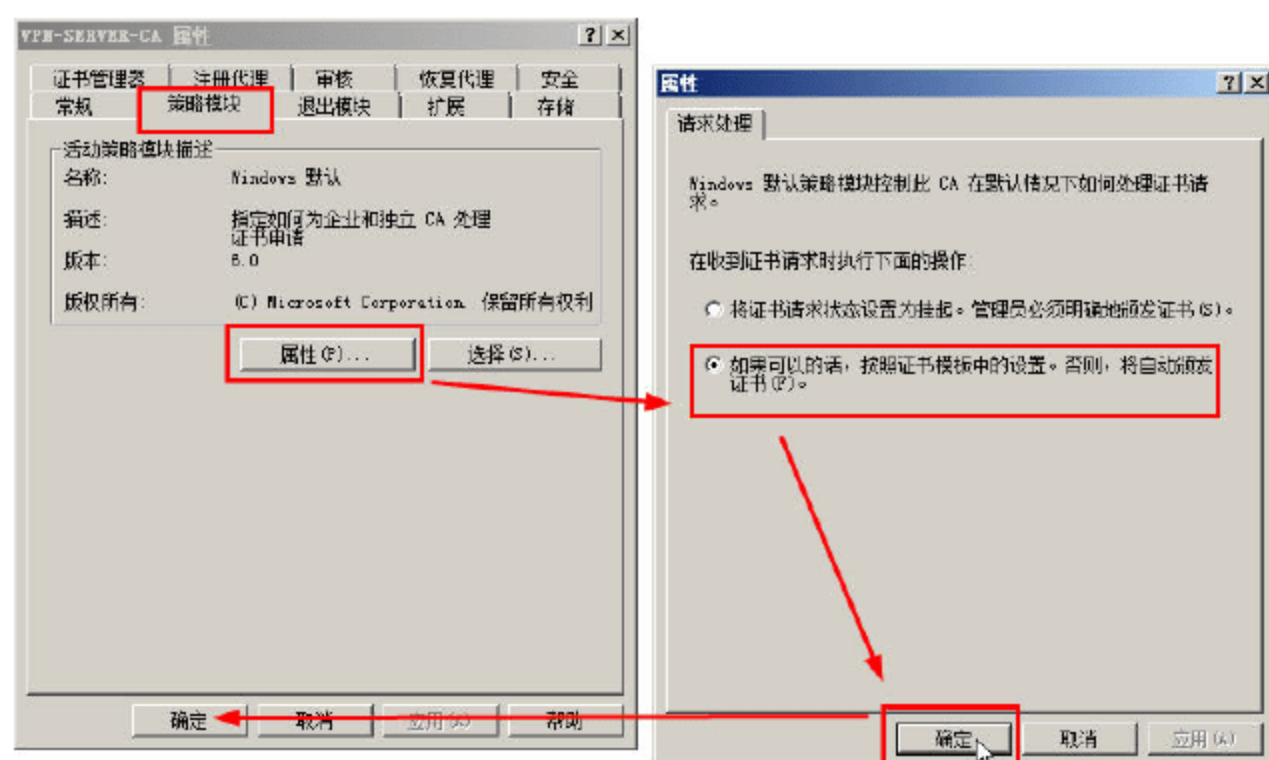 VPN-SERVER-CA 属性
证书管理器 注册代理 审核 恢复代理 安全
常规 策略模块 退出模块 扩展 存储
活动策略模块描述
名称: Windows 默认
描述: 指定如何为企业和独立 CA 处理
证书申请
版本: 6.0
版权所有: (C) Microsoft Corporation. 保留所有权利
属性(P)... 选择(S)...
确定 取消 应用(A) 帮助
属性
请求处理
Windows 默认策略模块控制此 CA 在默认情况下如何处理证书请
求。
在收到证书请求时执行下面的操作:
将证书请求状态设置为挂起。管理员必须明确地颁发证书(S)。
如果可以的话，按照证书模板中的设置。否则，将自动颁发
证书(F)。
确定 取消 应用(A)